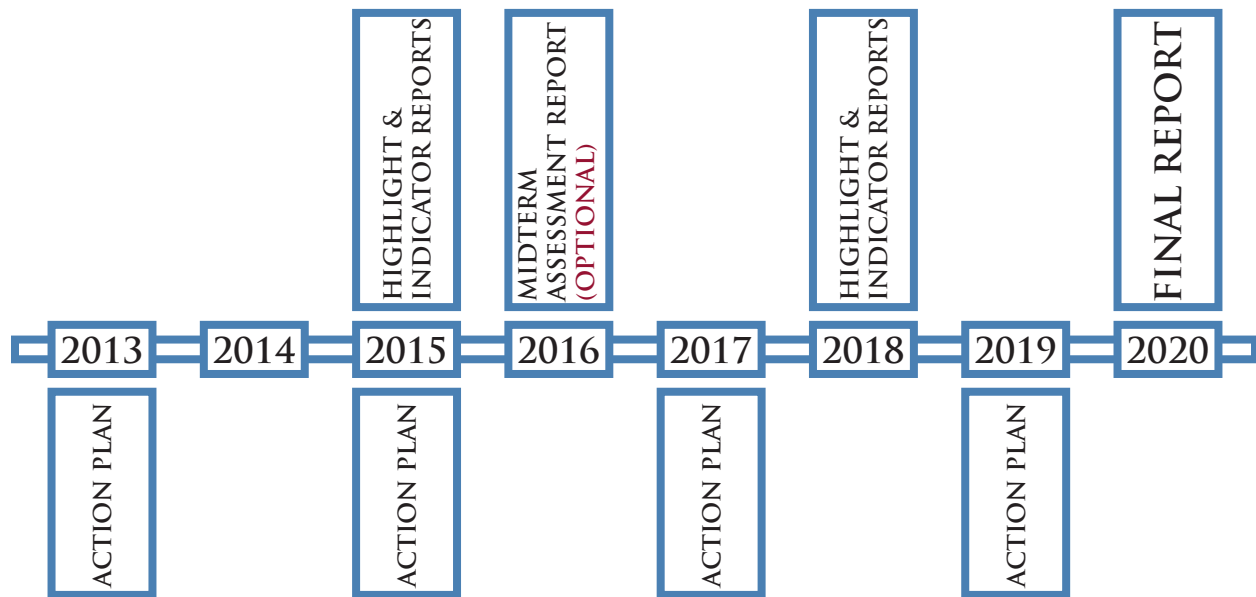 HIGHLIGHT &
INDICATOR REPORTS
MIDTERM
ASSESSMENT REPORT
(OPTIONAL)
HIGHLIGHT &
INDICATOR REPORTS
FINAL REPORT
2013
2014
2015
2016
2017
2018
2019
2020
ACTION PLAN
ACTION PLAN
ACTION PLAN
ACTION PLAN